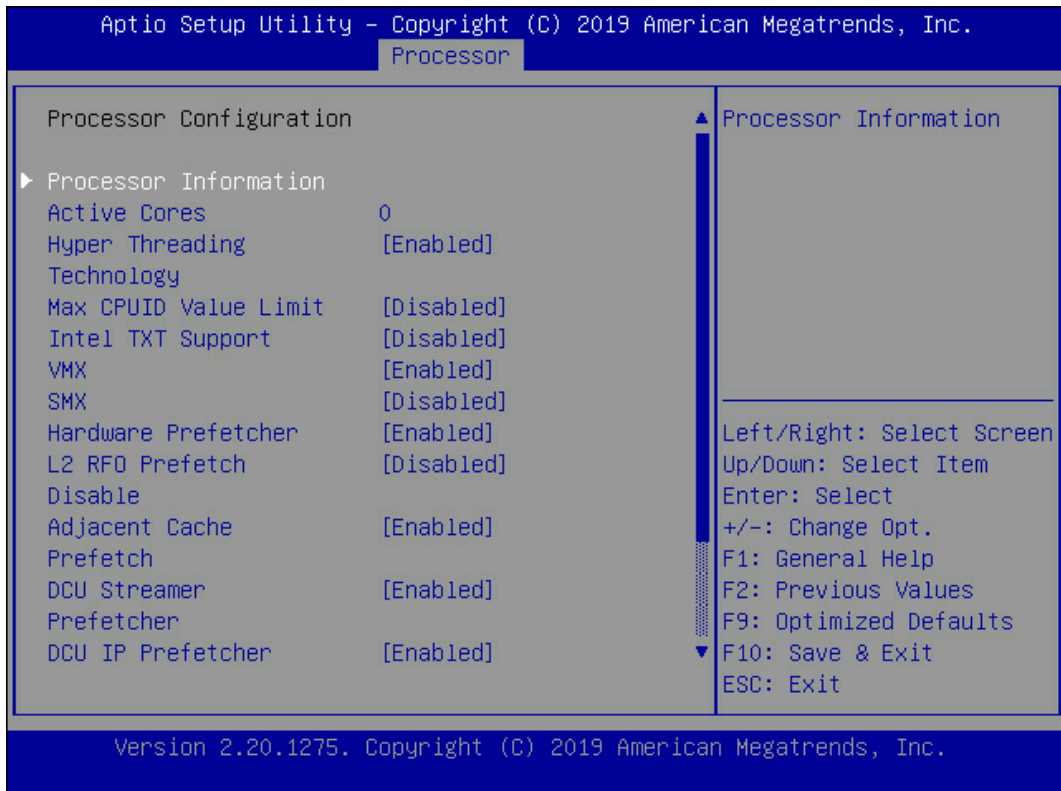 Aptio Setup Utility – Copyright (C) 2019 American Megatrends, Inc.
Processor
Processor Configuration
Processor Information
Active Cores 0
Hyper Threading [Enabled]
Technology
Max CPUID Value Limit [Disabled]
Intel TXT Support [Disabled]
VMX [Enabled]
SMX [Disabled]
Hardware Prefetcher [Enabled]
L2 RFO Prefetch [Disabled]
Disable
Adjacent Cache [Enabled]
Prefetch
DCU Streamer [Enabled]
Prefetcher
DCU IP Prefetcher [Enabled]
Processor Information
Left/Right: Select Screen
Up/Down: Select Item
Enter: Select
+/-: Change Opt.
F1: General Help
F2: Previous Values
F9: Optimized Defaults
F10: Save & Exit
ESC: Exit
Version 2.20.1275. Copyright (C) 2019 American Megatrends, Inc.